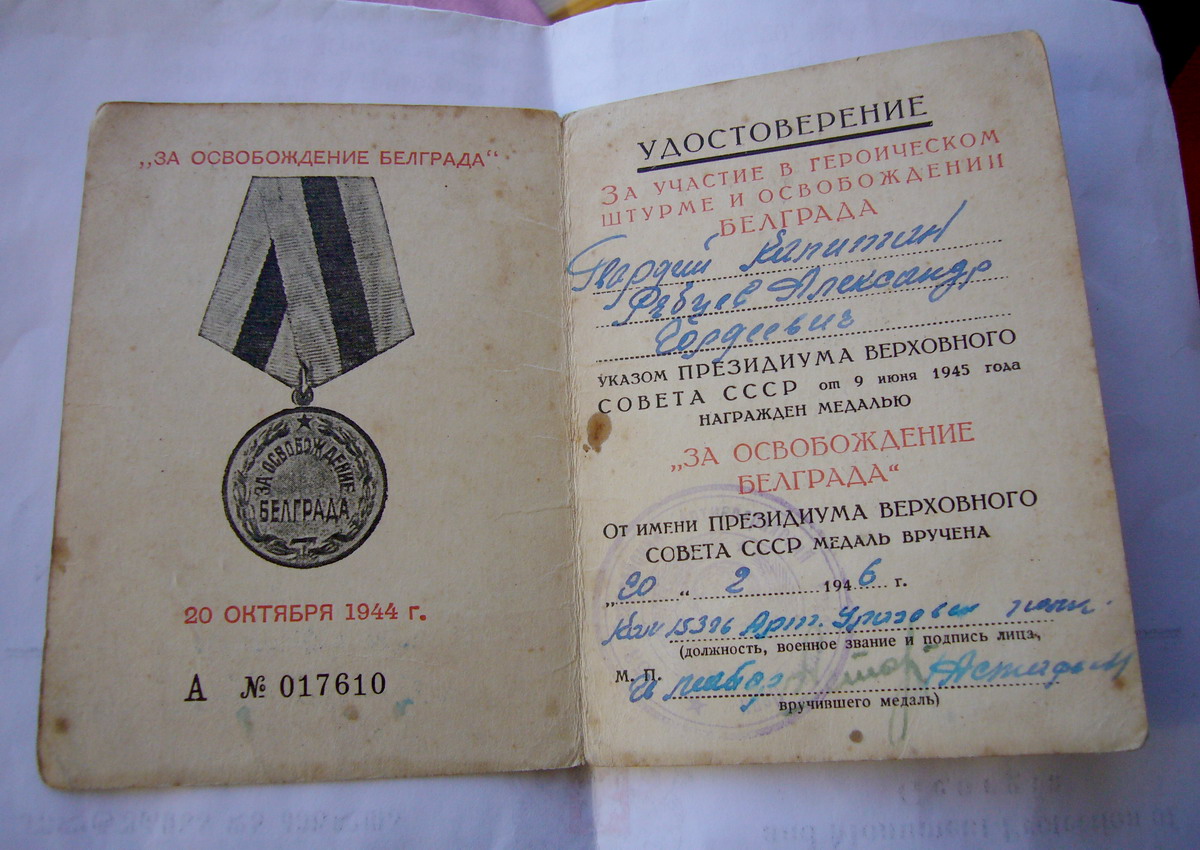 „ЗА ОСВОБОЖДЕНИЕ БЕЛГРАДА“
ЗА ОСВОБОЖДЕНИЕ
БЕЛГРАДА
20 ОКТЯБРЯ 1944 г.
А № 017610
УДОСТОВЕРЕНИЕ
ЗА УЧАСТИЕ В ГЕРОИЧЕСКОМ
ШТУРМЕ И ОСВОБОЖДЕНИИ
БЕЛГРАДА
Гвардии Капитан
Рябцев Александр
Гордеевич
УКАЗОМ ПРЕЗИДИУМА ВЕРХОВНОГО
СОВЕТА СССР от 9 июня 1945 года
НАГРАЖДЕН МЕДАЛЬЮ
„ЗА ОСВОБОЖДЕНИЕ
БЕЛГРАДА“
От имени ПРЕЗИДИУМА ВЕРХОВНОГО
СОВЕТА СССР МЕДАЛЬ ВРУЧЕНА
„20“ 2 1946 г.
Арт.
(должность, военное звание и подпись лица,
М. П.
вручившего медаль)